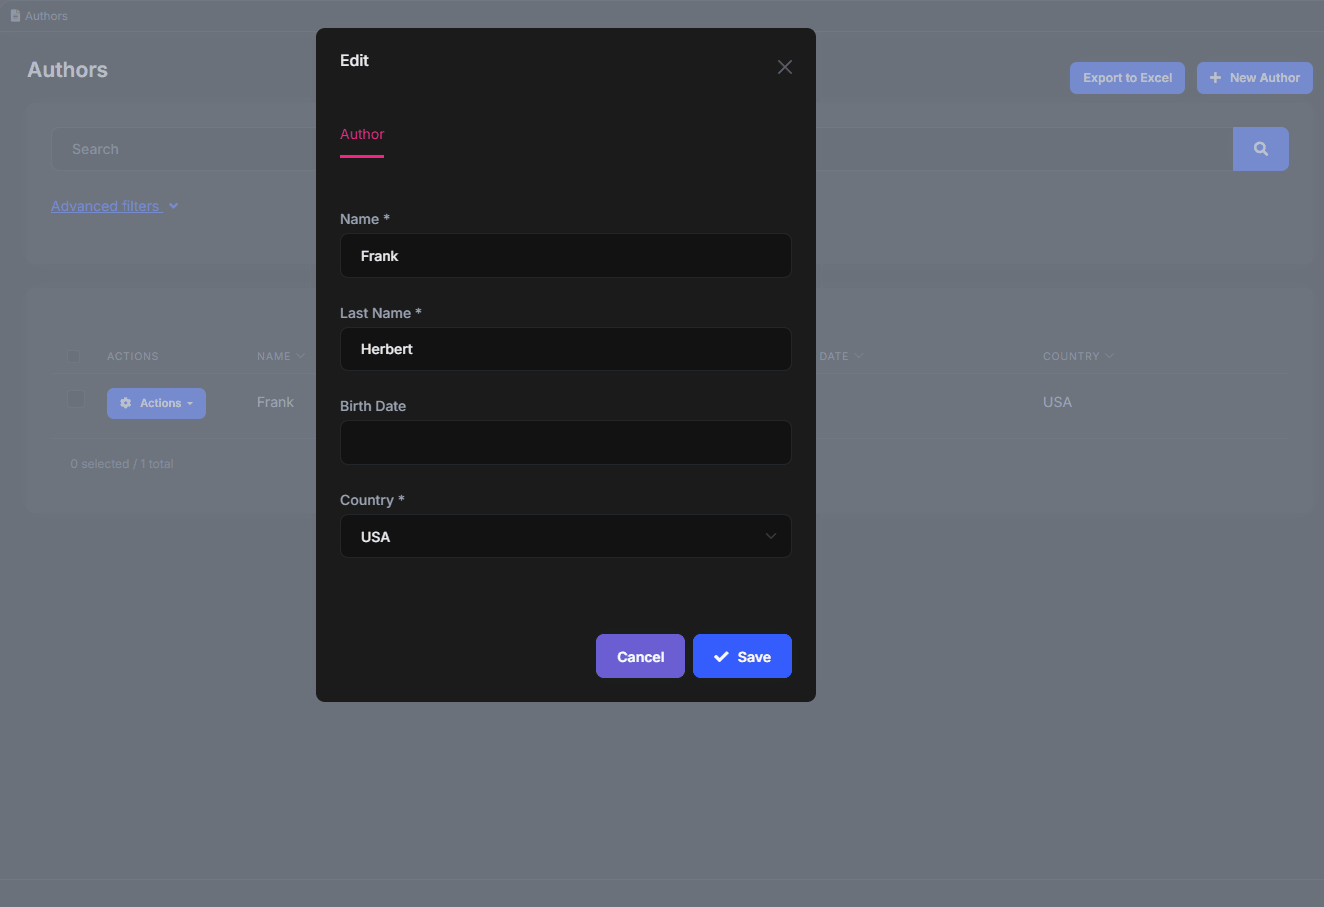 Authors
Authors
Export to Excel
New Author
Search
Advanced filters
ACTIONS
NAME
DATE
COUNTRY
Actions
Frank
USA
0 selected / 1 total
Edit
Author
Name *
Frank
Last Name *
Herbert
Birth Date
Country *
USA
Cancel
Save